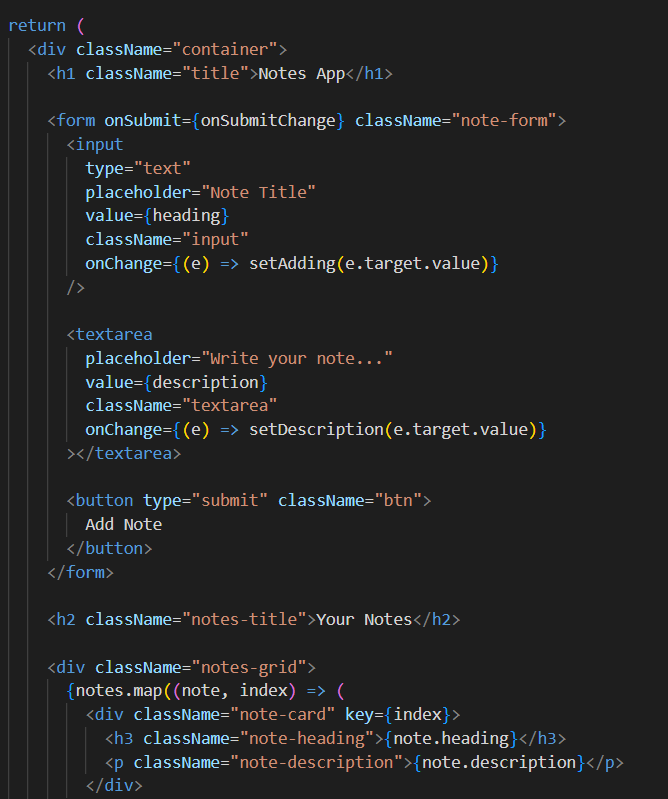 return (
<div className="container">
<h1 className="title">Notes App</h1>
<form onSubmit={onSubmitChange} className="note-form">
<input
type="text"
placeholder="Note Title"
value={heading}
className="input"
onChange={(e) => setAdding(e.target.value)}
/>
<textarea
placeholder="Write your note..."
value={description}
className="textarea"
onChange={(e) => setDescription(e.target.value)}
></textarea>
<button type="submit" className="btn">
Add Note
</button>
</form>
<h2 className="notes-title">Your Notes</h2>
<div className="notes-grid">
{notes.map((note, index) => (
<div className="note-card" key={index}>
<h3 className="note-heading">{note.heading}</h3>
<p className="note-description">{note.description}</p>
</div>